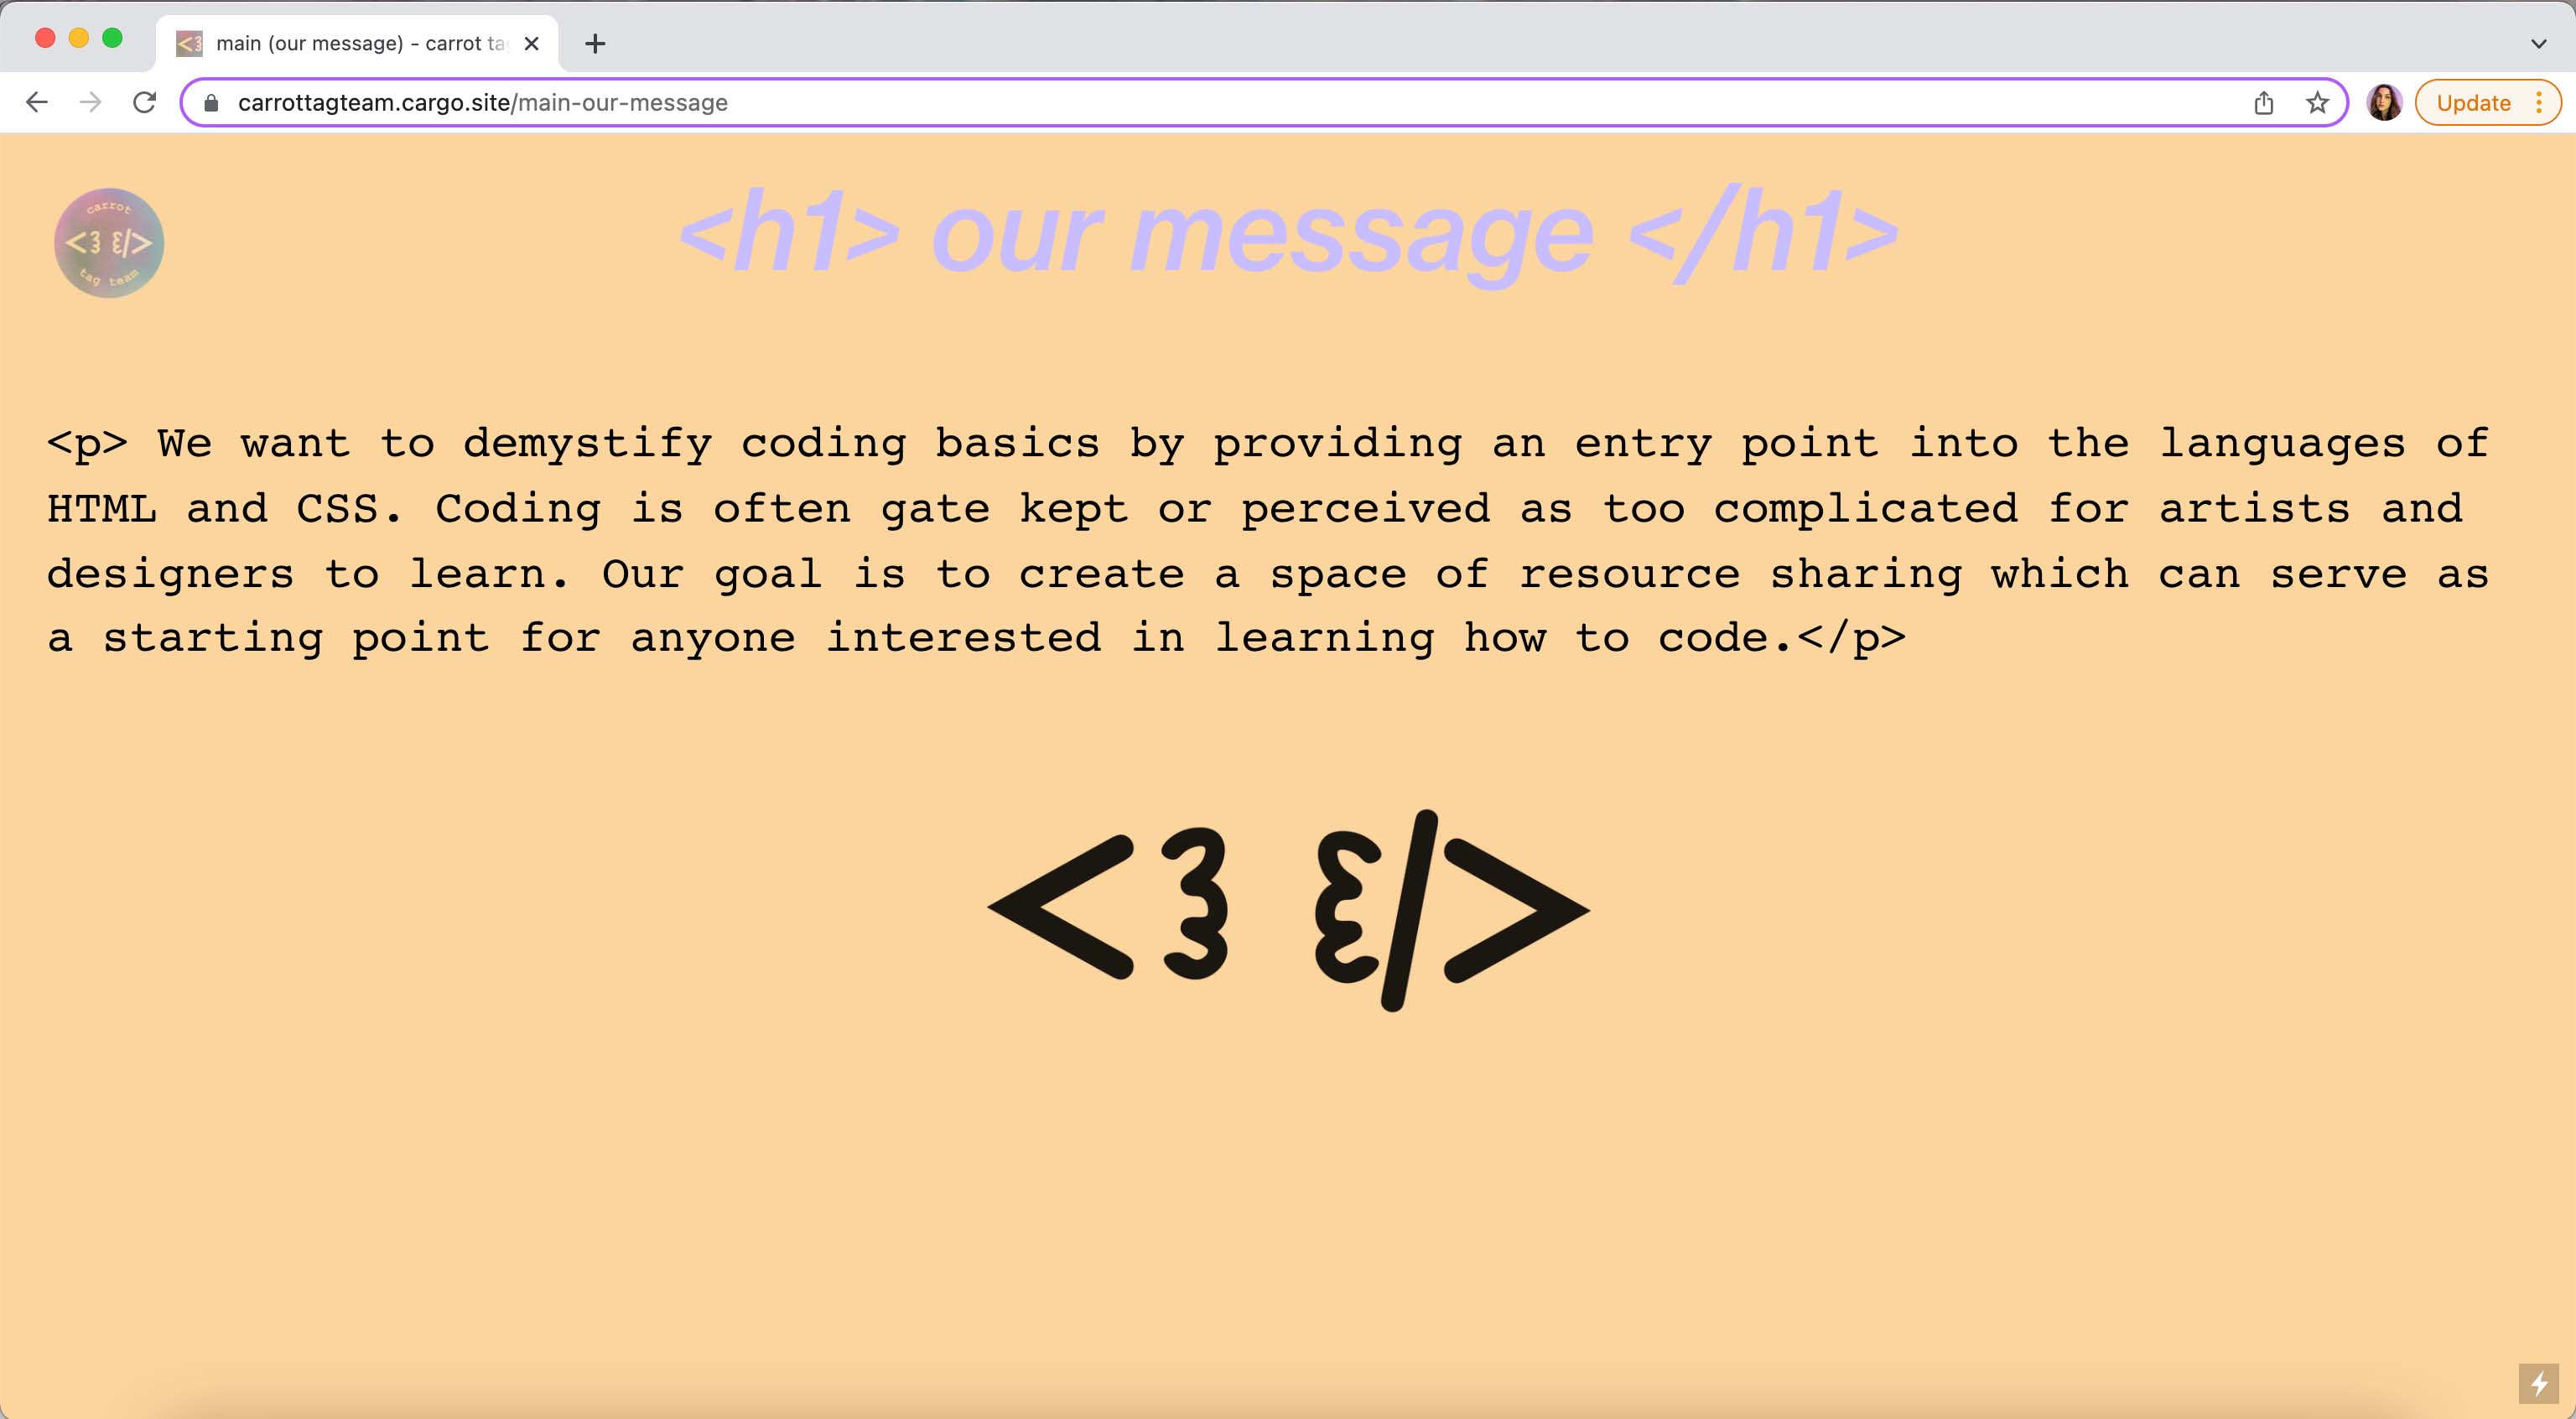 main (our message) - carrot ta
carrottagteam.cargo.site/main-our-message
Update
carrot
<3 ε/>
tag team
<h1> our message </h1>
<p> We want to demystify coding basics by providing an entry point into the languages of
HTML and CSS. Coding is often gate kept or perceived as too complicated for artists and
designers to learn. Our goal is to create a space of resource sharing which can serve as
a starting point for anyone interested in learning how to code.</p>
<3 ε/>